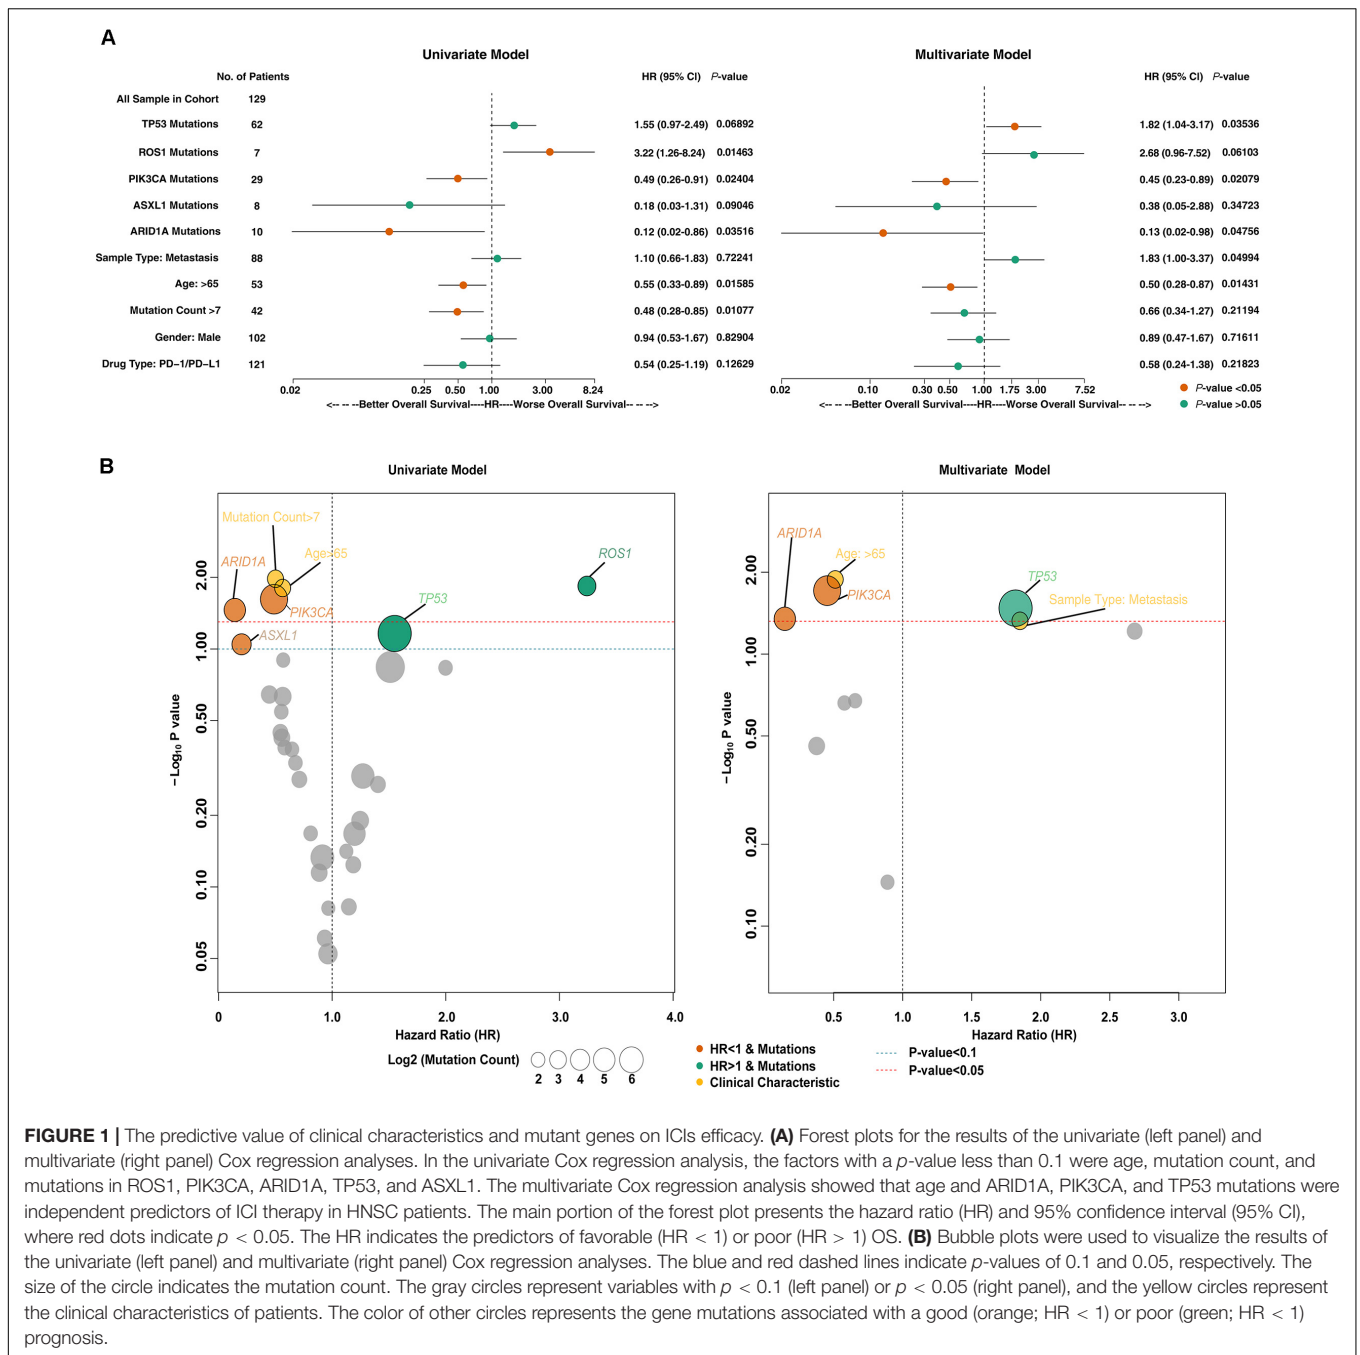 A
Univariate Model
Multivariate Model
No. of Patients
HR (95% CI) P-value
HR (95% CI) P-value
All Sample in Cohort 129
TP53 Mutations 62 1.55 (0.97-2.49) 0.06892 1.82 (1.04-3.17) 0.03536
ROS1 Mutations 7 3.22 (1.26-8.24) 0.01463 2.68 (0.96-7.52) 0.06103
PIK3CA Mutations 29 0.49 (0.26-0.91) 0.02404 0.45 (0.23-0.89) 0.02079
ASXL1 Mutations 8 0.18 (0.03-1.31) 0.09046 0.38 (0.05-2.88) 0.34723
ARID1A Mutations 10 0.12 (0.02-0.86) 0.03516 0.13 (0.02-0.98) 0.04756
Sample Type: Metastasis 88 1.10 (0.66-1.83) 0.72241 1.83 (1.00-3.37) 0.04994
Age: >65 53 0.55 (0.33-0.89) 0.01585 0.50 (0.28-0.87) 0.01431
Mutation Count >7 42 0.48 (0.28-0.85) 0.01077 0.66 (0.34-1.27) 0.21194
Gender: Male 102 0.94 (0.53-1.67) 0.82904 0.89 (0.47-1.67) 0.71611
Drug Type: PD-1/PD-L1 121 0.54 (0.25-1.19) 0.12629 0.58 (0.24-1.38) 0.21823
0.02 0.25 0.50 1.00 3.00 8.24
0.02 0.10 0.30 0.50 1.00 1.75 3.00 7.52
<-- -- --Better Overall Survival----HR----Worse Overall Survival-- -- -->
<-- -- --Better Overall Survival----HR----Worse Overall Survival-- -- -->
P-value <0.05
P-value >0.05
B
Univariate Model
Multivariate Model
Mutation Count>7
Age>65
ARID1A
PIK3CA
ASXL1
TP53
ROS1
ARID1A
Age: >65
PIK3CA
TP53
Sample Type: Metastasis
−Log10 P value
2.00
1.00
0.50
0.20
0.10
0.05
−Log10 P value
2.00
1.00
0.50
0.20
0.10
0 1.0 2.0 3.0 4.0
0.5 1.0 1.5 2.0 2.5 3.0
Hazard Ratio (HR)
Hazard Ratio (HR)
Log2 (Mutation Count)
2 3 4 5 6
HR<1 & Mutations
HR>1 & Mutations
Clinical Characteristic
P-value<0.1
P-value<0.05
FIGURE 1 | The predictive value of clinical characteristics and mutant genes on ICIs efficacy. (A) Forest plots for the results of the univariate (left panel) and
multivariate (right panel) Cox regression analyses. In the univariate Cox regression analysis, the factors with a p-value less than 0.1 were age, mutation count, and
mutations in ROS1, PIK3CA, ARID1A, TP53, and ASXL1. The multivariate Cox regression analysis showed that age and ARID1A, PIK3CA, and TP53 mutations were
independent predictors of ICI therapy in HNSC patients. The main portion of the forest plot presents the hazard ratio (HR) and 95% confidence interval (95% CI),
where red dots indicate p < 0.05. The HR indicates the predictors of favorable (HR < 1) or poor (HR > 1) OS. (B) Bubble plots were used to visualize the results of
the univariate (left panel) and multivariate (right panel) Cox regression analyses. The blue and red dashed lines indicate p-values of 0.1 and 0.05, respectively. The
size of the circle indicates the mutation count. The gray circles represent variables with p < 0.1 (left panel) or p < 0.05 (right panel), and the yellow circles represent
the clinical characteristics of patients. The color of other circles represents the gene mutations associated with a good (orange; HR < 1) or poor (green; HR < 1)
prognosis.